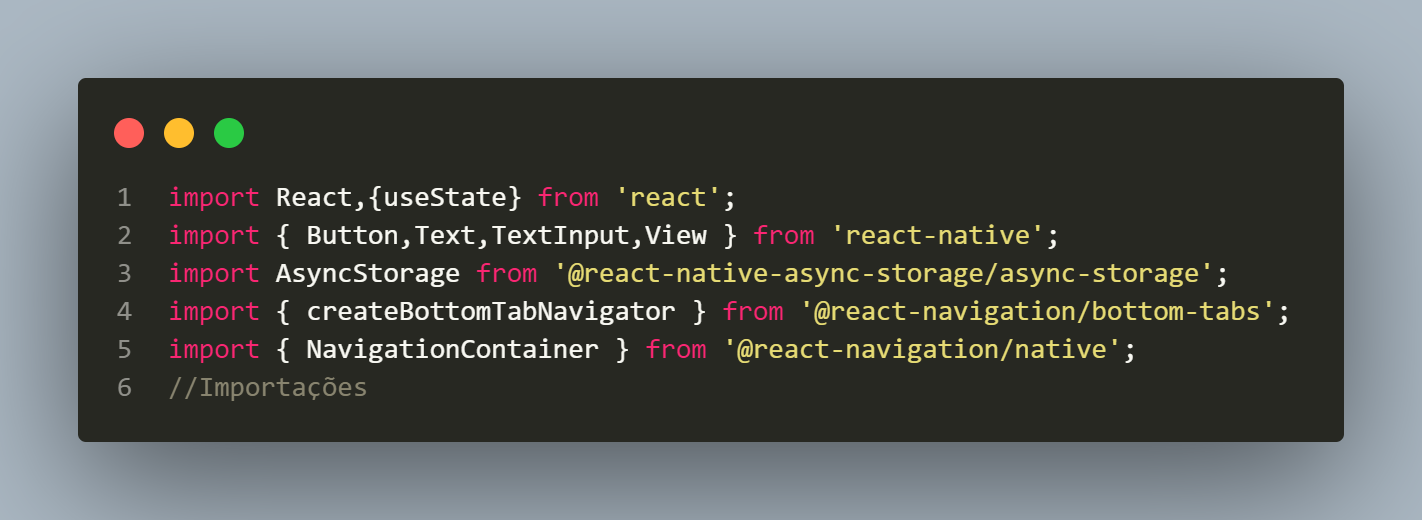 1 import React,{useState} from 'react';
2 import { Button,Text,TextInput,View } from 'react-native';
3 import AsyncStorage from '@react-native-async-storage/async-storage';
4 import { createBottomTabNavigator } from '@react-navigation/bottom-tabs';
5 import { NavigationContainer } from '@react-navigation/native';
6 //Importações